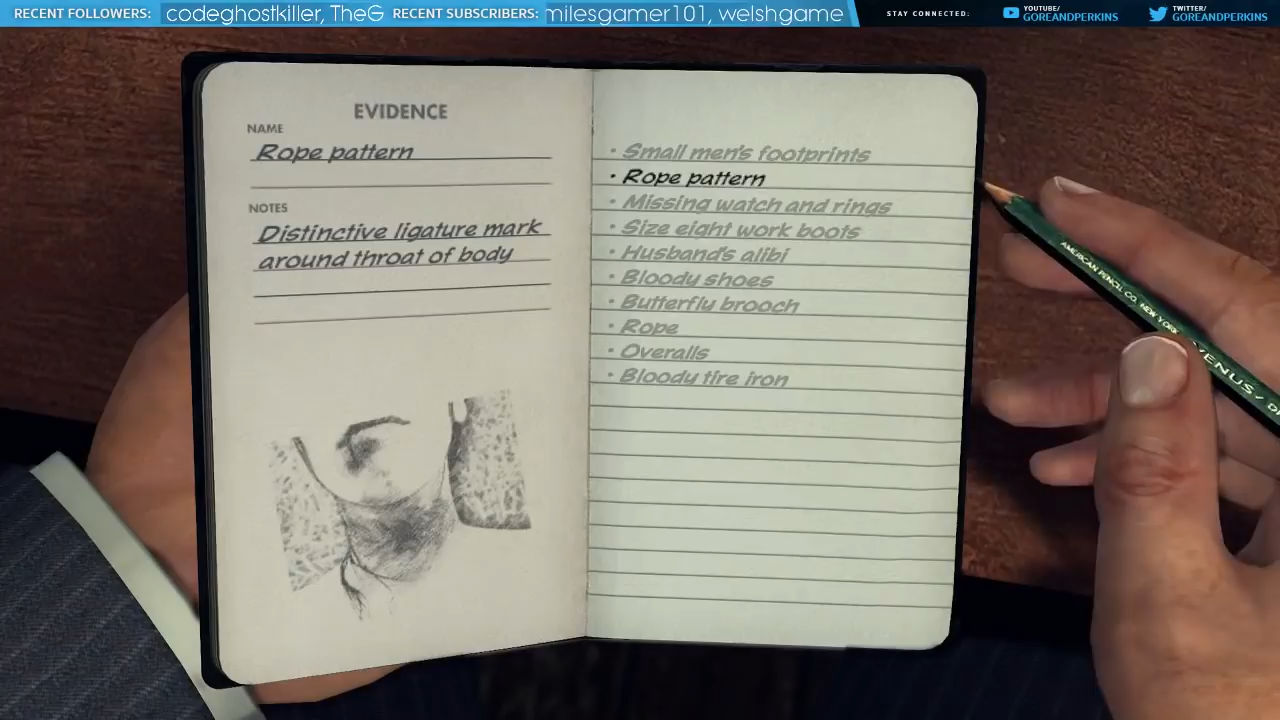 RECENT FOLLOWERS: codeghostkiller, TheG RECENT SUBSCRIBERS: milesgamer101, welshgame
STAY CONNECTED: YOUTUBE/ GOREANDPERKINS TWITTER/ GOREANDPERKINS
EVIDENCE
NAME
Rope pattern
NOTES
Distinctive ligature mark
around throat of body
• Small men's footprints
• Rope pattern
• Missing watch and rings
• Size eight work boots
• Husband's alibi
• Bloody shoes
• Butterfly brooch
• Rope
• Overalls
• Bloody tire iron
AMERICAN PENCIL CO. NEW YORK VENUS